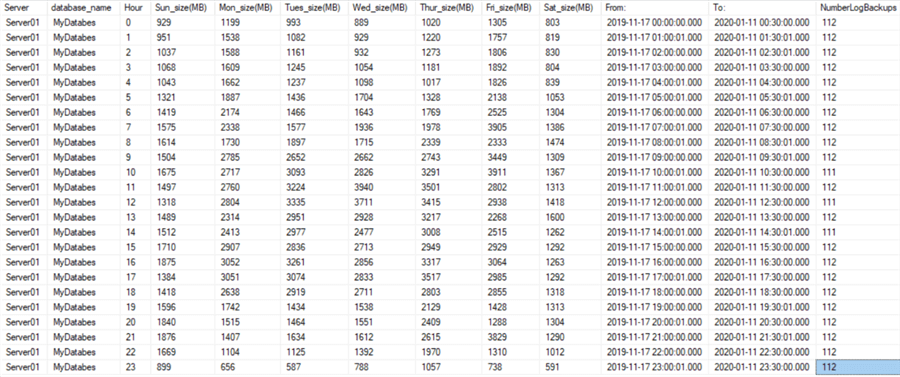 Server database_name Hour Sun_size(MB) Mon_size(MB) Tues_size(MB) Wed_size(MB) Thur_size(MB) Fri_size(MB) Sat_size(MB) From: To: NumberLogBackups
Server01 MyDatabes 0 929 1199 993 889 1020 1305 803 2019-11-17 00:00:00.000 2020-01-11 00:30:00.000 112
Server01 MyDatabes 1 951 1538 1082 929 1220 1757 819 2019-11-17 01:00:01.000 2020-01-11 01:30:01.000 112
Server01 MyDatabes 2 1037 1588 1161 932 1273 1806 830 2019-11-17 02:00:00.000 2020-01-11 02:30:01.000 112
Server01 MyDatabes 3 1068 1609 1245 1054 1181 1892 804 2019-11-17 03:00:00.000 2020-01-11 03:30:00.000 112
Server01 MyDatabes 4 1043 1662 1237 1098 1017 1826 839 2019-11-17 04:00:01.000 2020-01-11 04:30:00.000 112
Server01 MyDatabes 5 1321 1887 1436 1704 1328 2138 1053 2019-11-17 05:00:01.000 2020-01-11 05:30:01.000 112
Server01 MyDatabes 6 1419 2174 1466 1643 1769 2525 1304 2019-11-17 06:00:00.000 2020-01-11 06:30:00.000 112
Server01 MyDatabes 7 1575 2338 1577 1936 1978 3905 1386 2019-11-17 07:00:01.000 2020-01-11 07:30:00.000 112
Server01 MyDatabes 8 1614 1730 1897 1715 2339 2333 1474 2019-11-17 08:00:00.000 2020-01-11 08:30:01.000 112
Server01 MyDatabes 9 1504 2785 2652 2662 2743 3449 1309 2019-11-17 09:00:00.000 2020-01-11 09:30:01.000 112
Server01 MyDatabes 10 1675 2717 3093 2826 3291 3911 1367 2019-11-17 10:00:01.000 2020-01-11 10:30:00.000 111
Server01 MyDatabes 11 1497 2760 3224 3940 3501 2802 1313 2019-11-17 11:00:01.000 2020-01-11 11:30:00.000 112
Server01 MyDatabes 12 1318 2804 3335 3711 3415 2938 1418 2019-11-17 12:00:00.000 2020-01-11 12:30:00.000 111
Server01 MyDatabes 13 1489 2314 2951 2928 3217 2268 1600 2019-11-17 13:00:00.000 2020-01-11 13:30:00.000 112
Server01 MyDatabes 14 1512 2413 2977 2477 3008 2515 1262 2019-11-17 14:00:01.000 2020-01-11 14:30:01.000 111
Server01 MyDatabes 15 1710 2907 2836 2713 2949 2929 1292 2019-11-17 15:00:00.000 2020-01-11 15:30:00.000 112
Server01 MyDatabes 16 1875 3052 3261 2856 3317 3064 1263 2019-11-17 16:00:00.000 2020-01-11 16:30:00.000 112
Server01 MyDatabes 17 1384 3051 3074 2833 3517 2985 1292 2019-11-17 17:00:01.000 2020-01-11 17:30:00.000 112
Server01 MyDatabes 18 1418 2638 2919 2711 2803 2855 1318 2019-11-17 18:00:00.000 2020-01-11 18:30:00.000 112
Server01 MyDatabes 19 1596 1742 1434 1538 2129 1428 1313 2019-11-17 19:00:00.000 2020-01-11 19:30:01.000 112
Server01 MyDatabes 20 1840 1515 1464 1551 2409 1288 1304 2019-11-17 20:00:01.000 2020-01-11 20:30:00.000 112
Server01 MyDatabes 21 1876 1407 1634 1612 2615 3829 1290 2019-11-17 21:00:01.000 2020-01-11 21:30:00.000 112
Server01 MyDatabes 22 1669 1104 1125 1392 1970 1310 1012 2019-11-17 22:00:00.000 2020-01-11 22:30:00.000 112
Server01 MyDatabes 23 899 656 587 788 1057 738 591 2019-11-17 23:00:01.000 2020-01-11 23:30:00.000 112